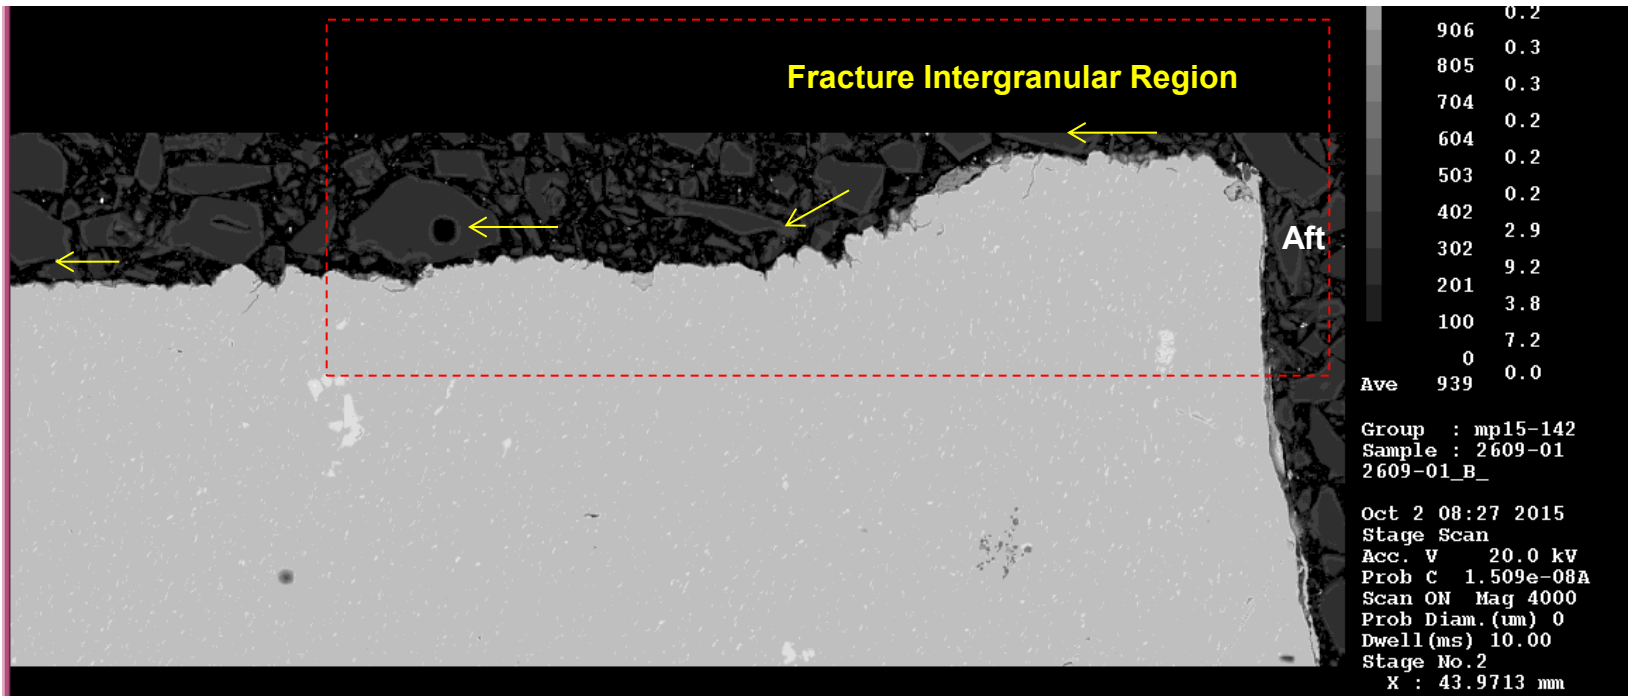 Fracture Intergranular Region
Aft
0.2
906
0.3
805
0.3
704
0.2
604
0.2
503
0.2
402
2.9
302
9.2
201
3.8
100
7.2
0
0.0
Ave 939
Group : mp15-142
Sample : 2609-01
2609-01_B_
Oct 2 08:27 2015
Stage Scan
Acc. V 20.0 kV
Prob C 1.509e-08A
Scan ON Mag 4000
Prob Diam.(um) 0
Dwell(ms) 10.00
Stage No.2
X : 43.9713 mm